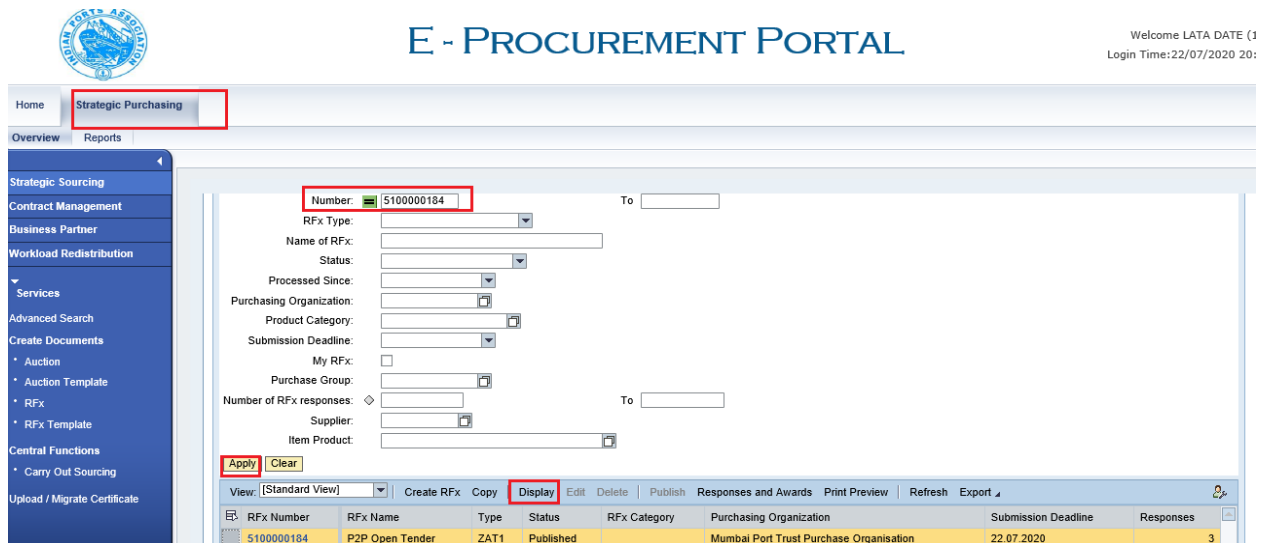 INDIAN PORTS ASSOCIATION
E - PROCUREMENT PORTAL
Welcome LATA DATE (1
Login Time:22/07/2020 20:
Home Strategic Purchasing
Overview Reports
Strategic Sourcing
Contract Management
Business Partner
Workload Redistribution
Services
Advanced Search
Create Documents
• Auction
• Auction Template
• RFx
• RFx Template
Central Functions
• Carry Out Sourcing
Upload / Migrate Certificate
Number: 5100000184 To
RFx Type:
Name of RFx:
Status:
Processed Since:
Purchasing Organization:
Product Category:
Submission Deadline:
My RFx:
Purchase Group:
Number of RFx responses: To
Supplier:
Item Product:
Apply Clear
View: [Standard View] Create RFx Copy Display Edit Delete Publish Responses and Awards Print Preview Refresh Export
RFx Number RFx Name Type Status RFx Category Purchasing Organization Submission Deadline Responses
5100000184 P2P Open Tender ZAT1 Published Mumbai Port Trust Purchase Organisation 22.07.2020 3